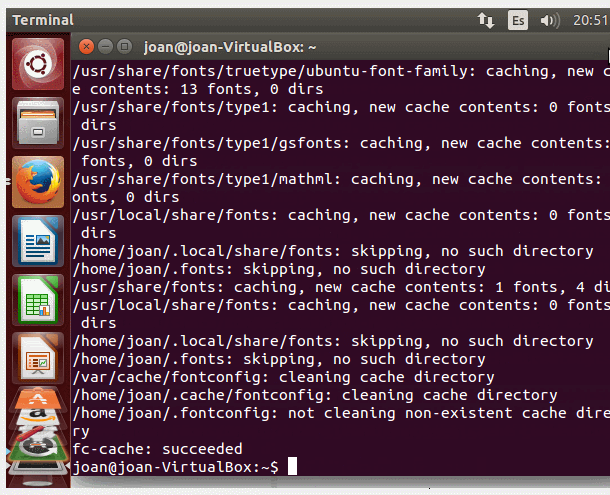 Terminal
Es
20:51
joan@joan-VirtualBox: ~
/usr/share/fonts/truetype/ubuntu-font-family: caching, new c
e contents: 13 fonts, 0 dirs
/usr/share/fonts/type1: caching, new cache contents: 0 fonts
dirs
/usr/share/fonts/type1/gsfonts: caching, new cache contents:
fonts, 0 dirs
/usr/share/fonts/type1/mathml: caching, new cache contents:
onts, 0 dirs
/usr/local/share/fonts: caching, new cache contents: 0 fonts
dirs
/home/joan/.local/share/fonts: skipping, no such directory
/home/joan/.fonts: skipping, no such directory
/usr/share/fonts: caching, new cache contents: 1 fonts, 4 di
/usr/local/share/fonts: caching, new cache contents: 0 fonts
dirs
/home/joan/.local/share/fonts: skipping, no such directory
/home/joan/.fonts: skipping, no such directory
/var/cache/fontconfig: cleaning cache directory
/home/joan/.cache/fontconfig: cleaning cache directory
/home/joan/.fontconfig: not cleaning non-existent cache dire
ry
fc-cache: succeeded
joan@joan-VirtualBox:~$